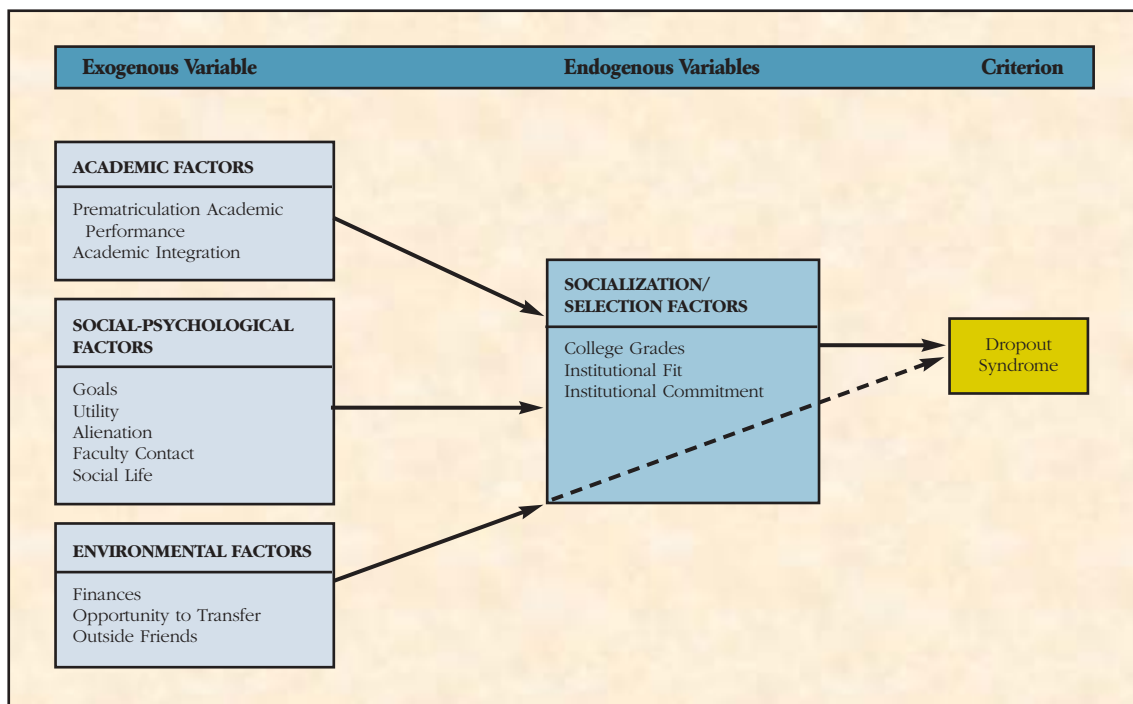 Exogenous Variable Endogenous Variables Criterion
ACADEMIC FACTORS
Prematriculation Academic
Performance
Academic Integration
SOCIAL-PSYCHOLOGICAL
FACTORS
Goals
Utility
Alienation
Faculty Contact
Social Life
ENVIRONMENTAL FACTORS
Finances
Opportunity to Transfer
Outside Friends
SOCIALIZATION/
SELECTION FACTORS
College Grades
Institutional Fit
Institutional Commitment
Dropout
Syndrome